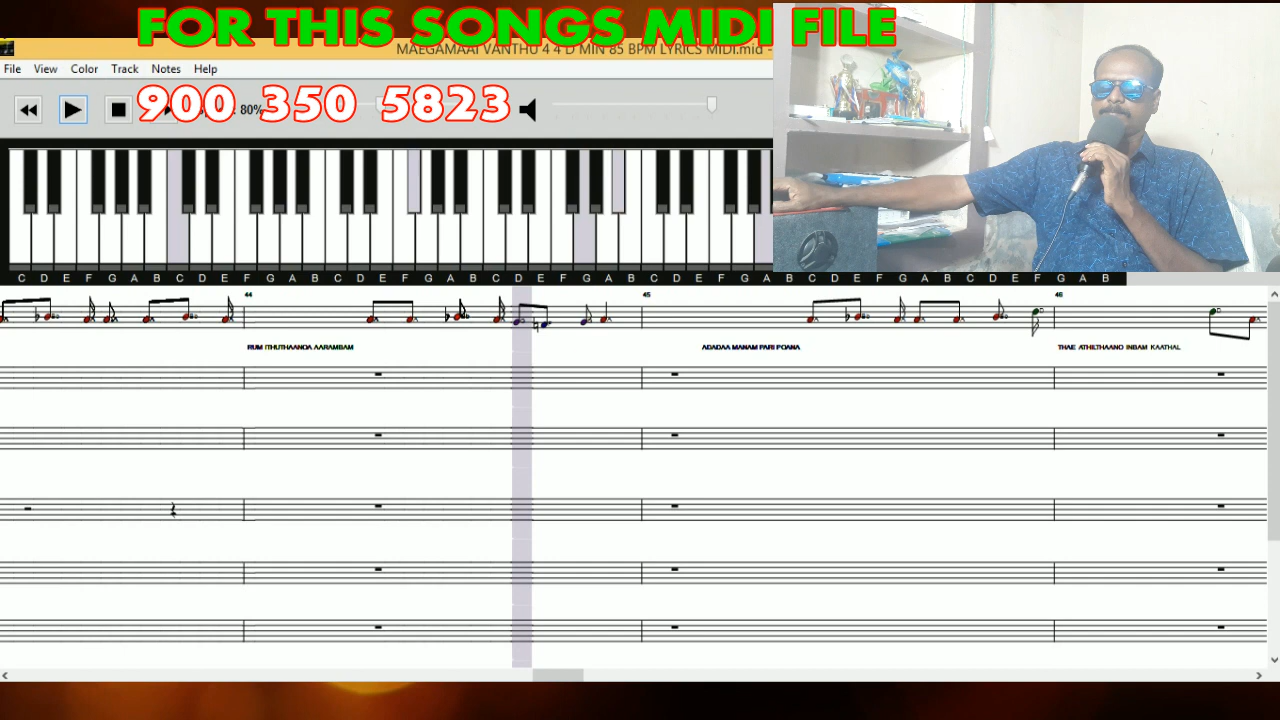 FOR THIS SONGS MIDI FILE
MAEGAMAAI VANTHU 4 4 D MIN 85 BPM LYRICS MIDI.mid -
File View Color Track Notes Help
900 350 5823
80%
C D E F G A B C D E F G A B C D E F G A B C D E F G A B C D E F G A B C D E F G A B C D E F G A B
44 45 46
RUM ITHUTHAANOA AARAMBAM ADADAA MANAM PARI POANA THAE ATHILTHAANO INBAM KAATHAL